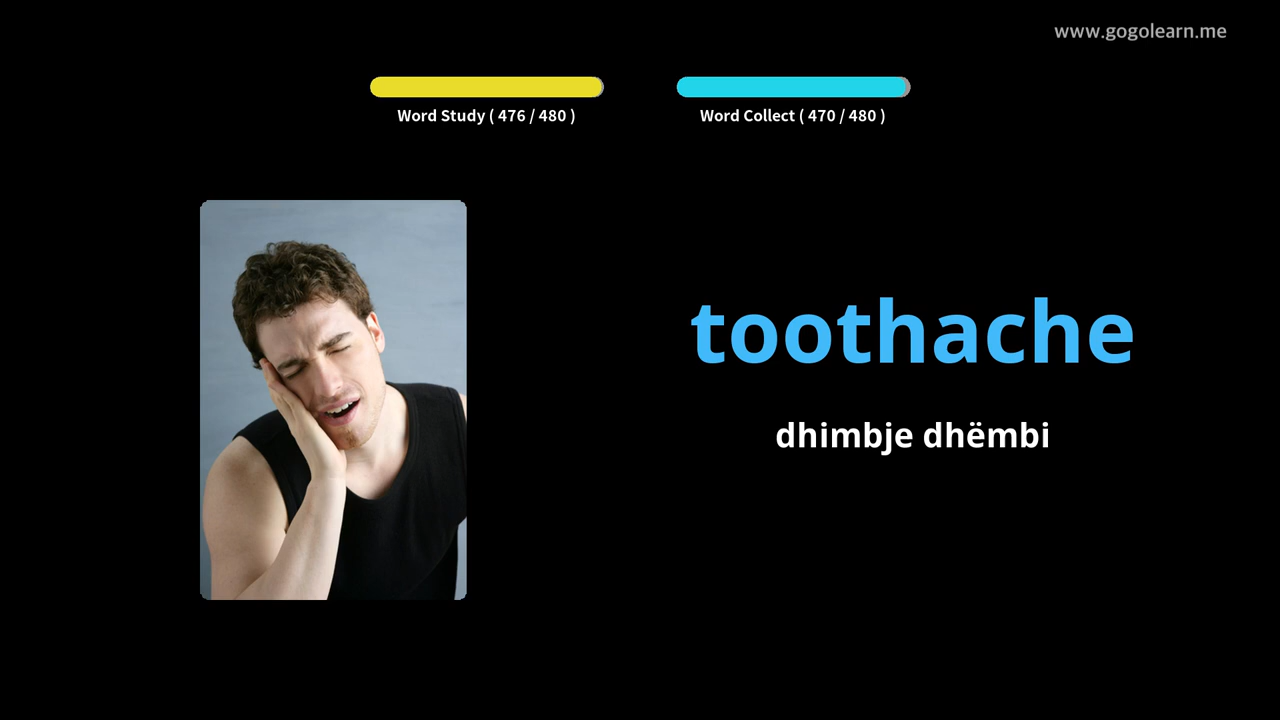 www.gogolearn.me
Word Study ( 476 / 480 )
Word Collect ( 470 / 480 )
toothache
dhimbje dhëmbi